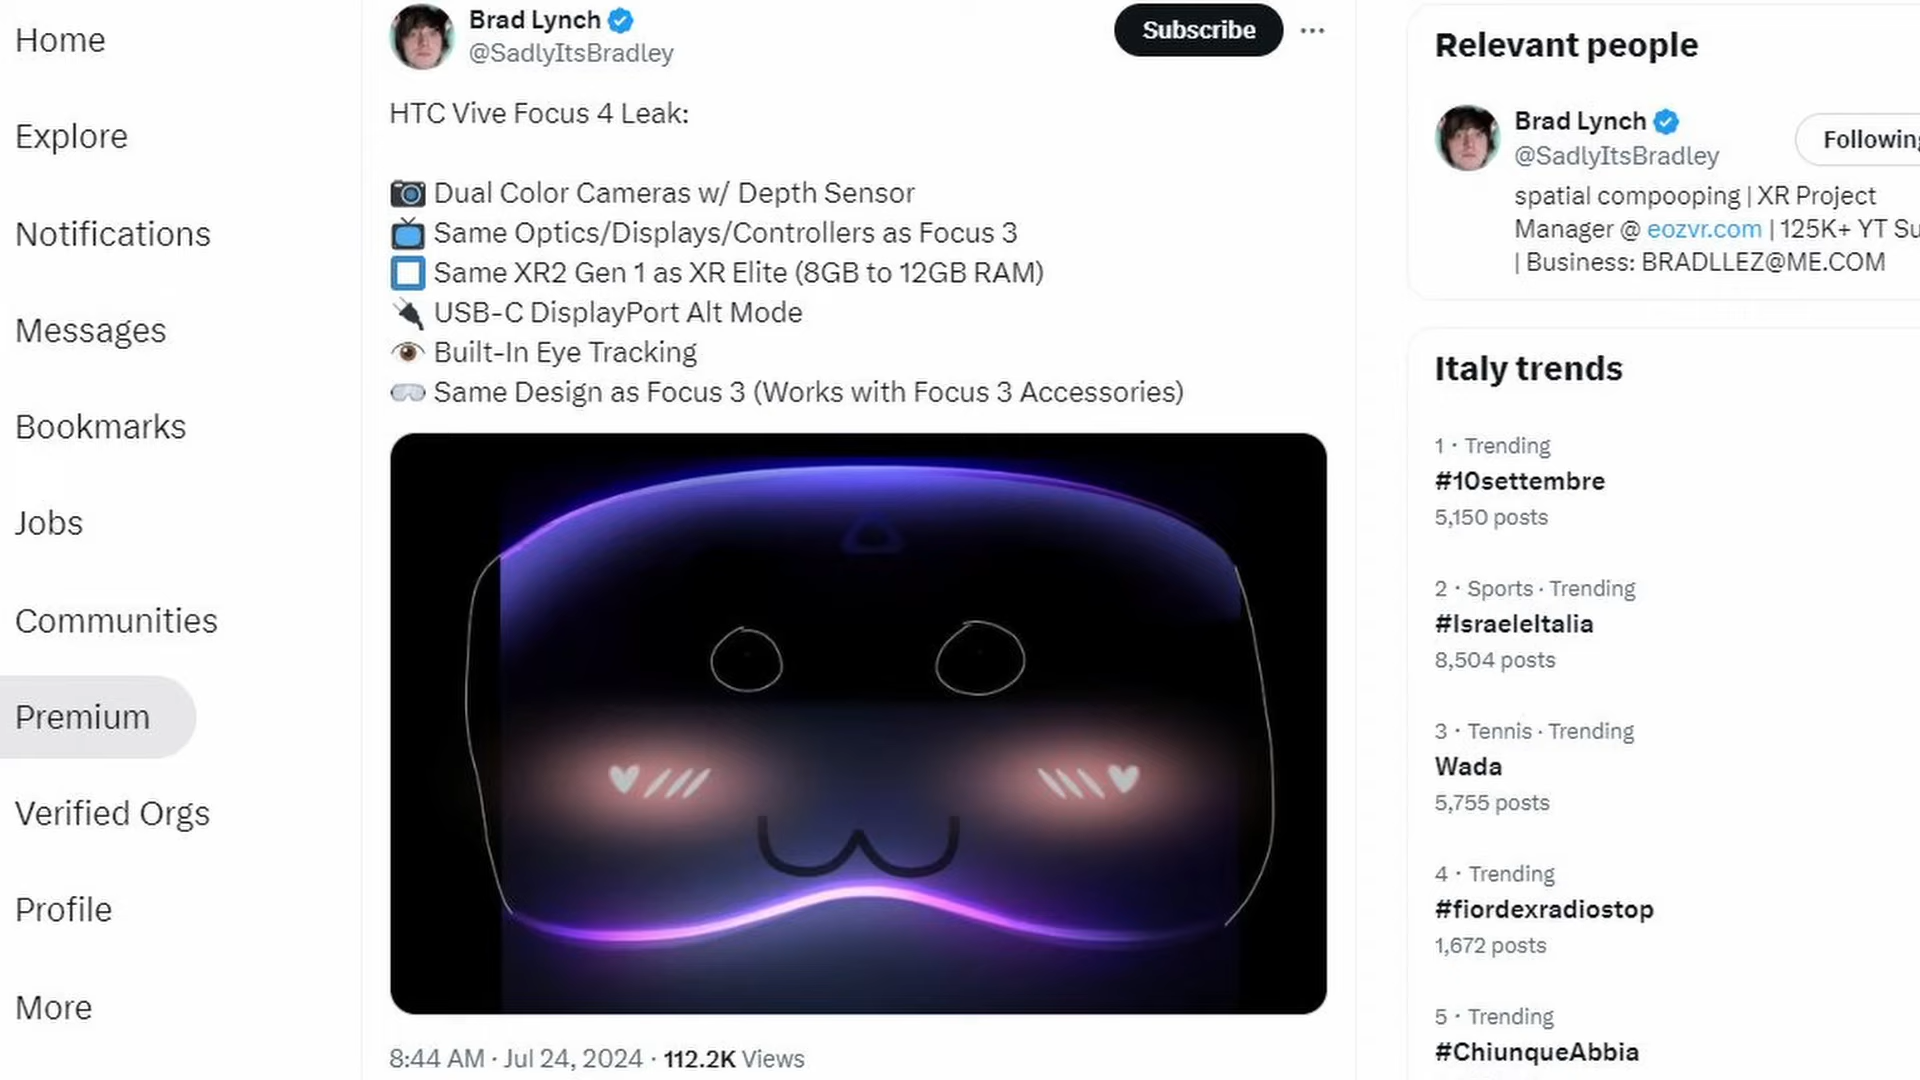 Home
Explore
Notifications
Messages
Bookmarks
Jobs
Communities
Premium
Verified Orgs
Profile
More
Brad Lynch
@SadlyItsBradley
Subscribe
HTC Vive Focus 4 Leak:
Dual Color Cameras w/ Depth Sensor
Same Optics/Displays/Controllers as Focus 3
Same XR2 Gen 1 as XR Elite (8GB to 12GB RAM)
USB-C DisplayPort Alt Mode
Built-In Eye Tracking
Same Design as Focus 3 (Works with Focus 3 Accessories)
8:44 AM · Jul 24, 2024 · 112.2K Views
Relevant people
Brad Lynch
@SadlyItsBradley
Following
spatial compooping | XR Project
Manager @ eozvr.com | 125K+ YT Su
| Business: BRADLLEZ@ME.COM
Italy trends
1 · Trending
#10settembre
5,150 posts
2 · Sports · Trending
#IsraeleItalia
8,504 posts
3 · Tennis · Trending
Wada
5,755 posts
4 · Trending
#fiordexradiostop
1,672 posts
5 · Trending
#ChiunqueAbbia